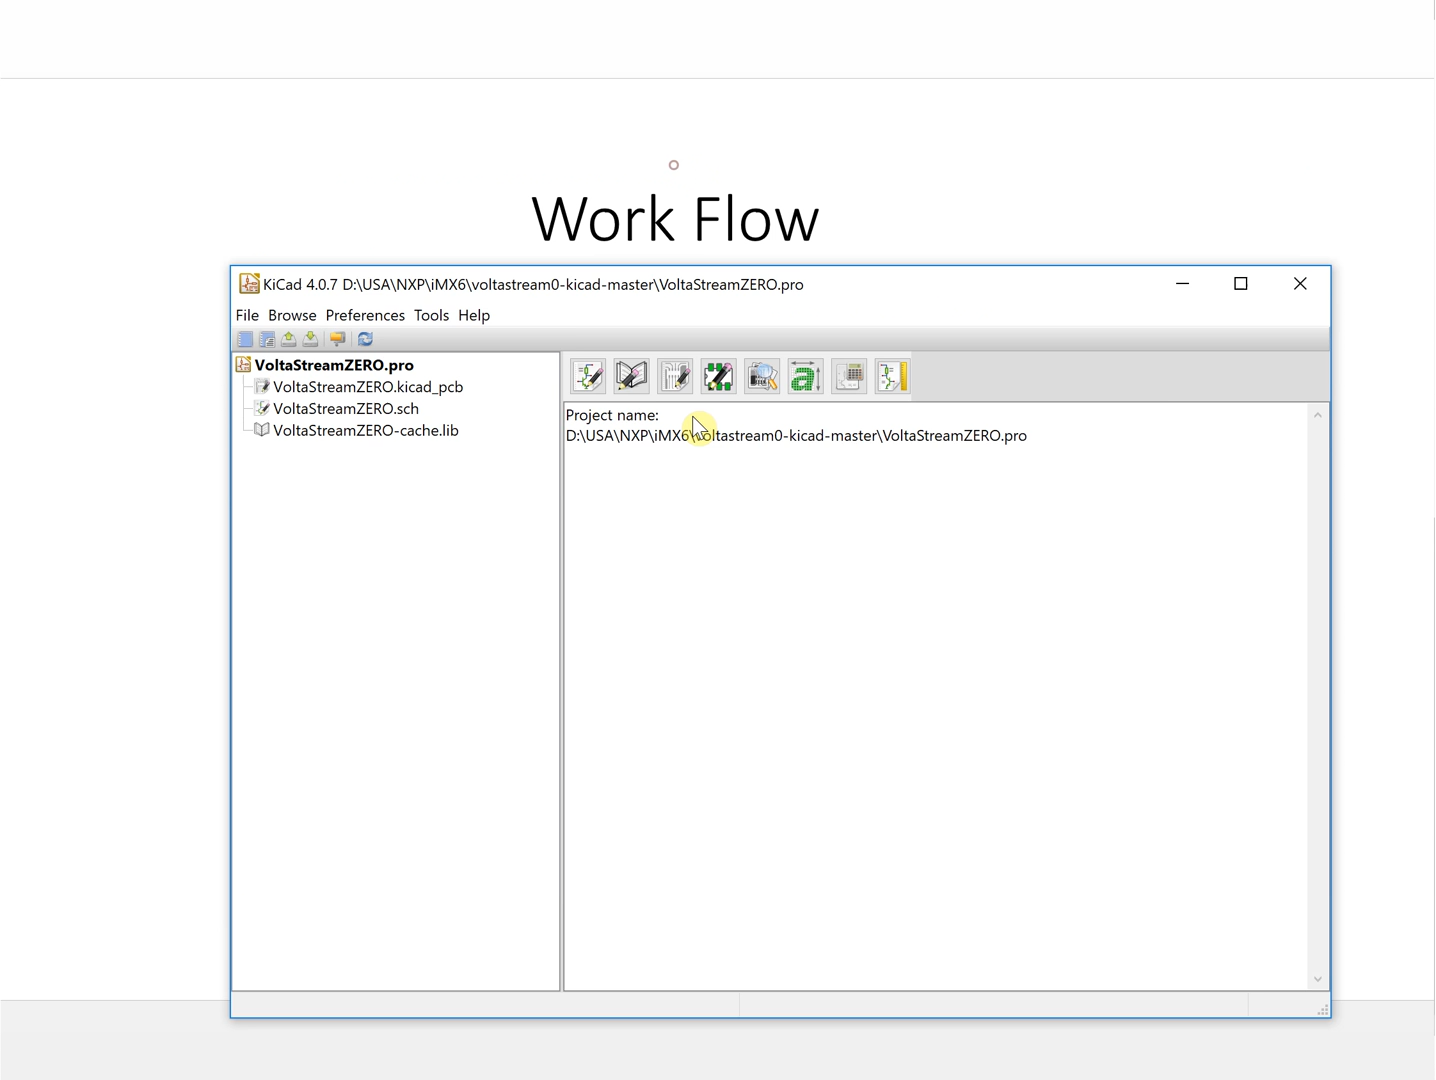 Work Flow
KiCad 4.0.7 D:\USA\NXP\iMX6\voltastream0-kicad-master\VoltaStreamZERO.pro
File Browse Preferences Tools Help
VoltaStreamZERO.pro
VoltaStreamZERO.kicad_pcb
VoltaStreamZERO.sch
VoltaStreamZERO-cache.lib
Project name:
D:\USA\NXP\iMX6\voltastream0-kicad-master\VoltaStreamZERO.pro